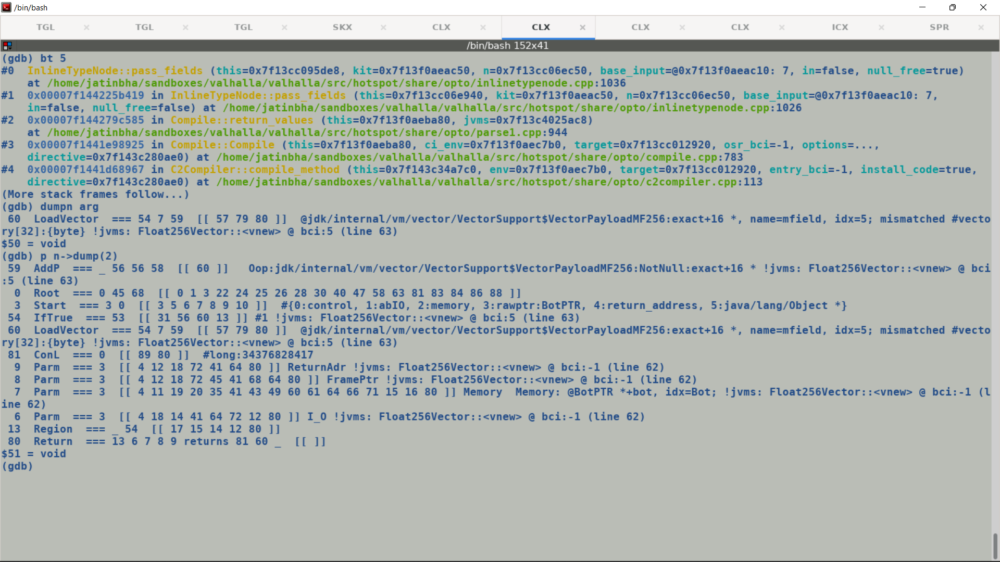 /bin/bash
TGL TGL TGL SKX CLX CLX CLX CLX ICX SPR
/bin/bash 152x41
(gdb) bt 5
#0  InlineTypeNode::pass_fields (this=0x7f13cc095de8, kit=0x7f13f0aeac50, n=0x7f13cc06ec50, base_input=@0x7f13f0aeac10: 7, in=false, null_free=true)
    at /home/jatinbha/sandboxes/valhalla/valhalla/src/hotspot/share/opto/inlinetypenode.cpp:1036
#1  0x00007f144225b419 in InlineTypeNode::pass_fields (this=0x7f13cc06e940, kit=0x7f13f0aeac50, n=0x7f13cc06ec50, base_input=@0x7f13f0aeac10: 7,
    in=false, null_free=false) at /home/jatinbha/sandboxes/valhalla/valhalla/src/hotspot/share/opto/inlinetypenode.cpp:1026
#2  0x00007f144279c585 in Compile::return_values (this=0x7f13f0aeba80, jvms=0x7f13c4025ac8)
    at /home/jatinbha/sandboxes/valhalla/valhalla/src/hotspot/share/opto/parse1.cpp:944
#3  0x00007f1441e98925 in Compile::Compile (this=0x7f13f0aeba80, ci_env=0x7f13f0aec7b0, target=0x7f13cc012920, osr_bci=-1, options=...,
    directive=0x7f143c280ae0) at /home/jatinbha/sandboxes/valhalla/valhalla/src/hotspot/share/opto/compile.cpp:783
#4  0x00007f1441d68967 in C2Compiler::compile_method (this=0x7f143c34a7c0, env=0x7f13f0aec7b0, target=0x7f13cc012920, entry_bci=-1, install_code=true,
    directive=0x7f143c280ae0) at /home/jatinbha/sandboxes/valhalla/valhalla/src/hotspot/share/opto/c2compiler.cpp:113
(More stack frames follow...)
(gdb) dumpn arg
 60  LoadVector  === 54 7 59  [[ 57 79 80 ]]  @jdk/internal/vm/vector/VectorSupport$VectorPayloadMF256:exact+16 *, name=mfield, idx=5; mismatched #vecto
ry[32]:{byte} !jvms: Float256Vector::<vnew> @ bci:5 (line 63)
$50 = void
(gdb) p n->dump(2)
 59  AddP  === _ 56 56 58  [[ 60 ]]   Oop:jdk/internal/vm/vector/VectorSupport$VectorPayloadMF256:NotNull:exact+16 * !jvms: Float256Vector::<vnew> @ bci
:5 (line 63)
  0  Root  === 0 45 68  [[ 0 1 3 22 24 25 26 28 30 40 47 58 63 81 83 84 86 88 ]]
  3  Start  === 3 0  [[ 3 5 6 7 8 9 10 ]]  #{0:control, 1:abIO, 2:memory, 3:rawptr:BotPTR, 4:return_address, 5:java/lang/Object *}
 54  IfTrue  === 53  [[ 31 56 60 13 ]] #1 !jvms: Float256Vector::<vnew> @ bci:5 (line 63)
 60  LoadVector  === 54 7 59  [[ 57 79 80 ]]  @jdk/internal/vm/vector/VectorSupport$VectorPayloadMF256:exact+16 *, name=mfield, idx=5; mismatched #vecto
ry[32]:{byte} !jvms: Float256Vector::<vnew> @ bci:5 (line 63)
 81  ConL  === 0  [[ 89 80 ]]  #long:34376828417
  9  Parm  === 3  [[ 4 12 18 72 41 64 80 ]] ReturnAdr !jvms: Float256Vector::<vnew> @ bci:-1 (line 62)
  8  Parm  === 3  [[ 4 12 18 72 45 41 68 64 80 ]] FramePtr !jvms: Float256Vector::<vnew> @ bci:-1 (line 62)
  7  Parm  === 3  [[ 4 11 19 20 35 41 43 49 60 61 64 66 71 15 16 80 ]] Memory  Memory: @BotPTR *+bot, idx=Bot; !jvms: Float256Vector::<vnew> @ bci:-1 (l
ine 62)
  6  Parm  === 3  [[ 4 18 14 41 64 72 12 80 ]] I_O !jvms: Float256Vector::<vnew> @ bci:-1 (line 62)
 13  Region  === _ 54  [[ 17 15 14 12 80 ]]
 80  Return  === 13 6 7 8 9 returns 81 60 _  [[ ]]
$51 = void
(gdb)